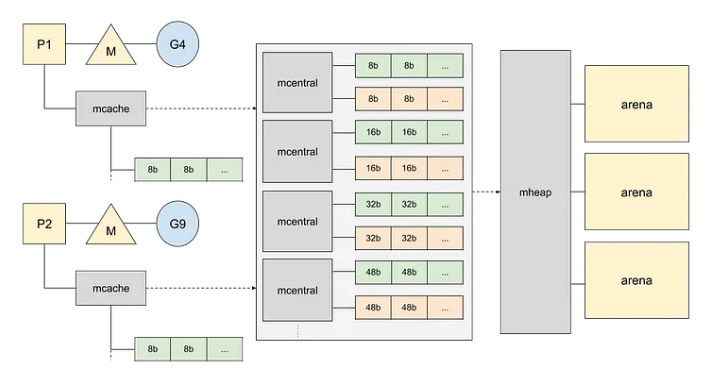 P1
M
G4
mcache
8b 8b ...
P2
M
G9
mcache
8b 8b ...
mcentral
8b 8b ...
8b 8b ...
mcentral
16b 16b ...
16b 16b ...
mcentral
32b 32b ...
32b 32b ...
mcentral
48b 48b ...
48b 48b ...
mheap
arena
arena
arena